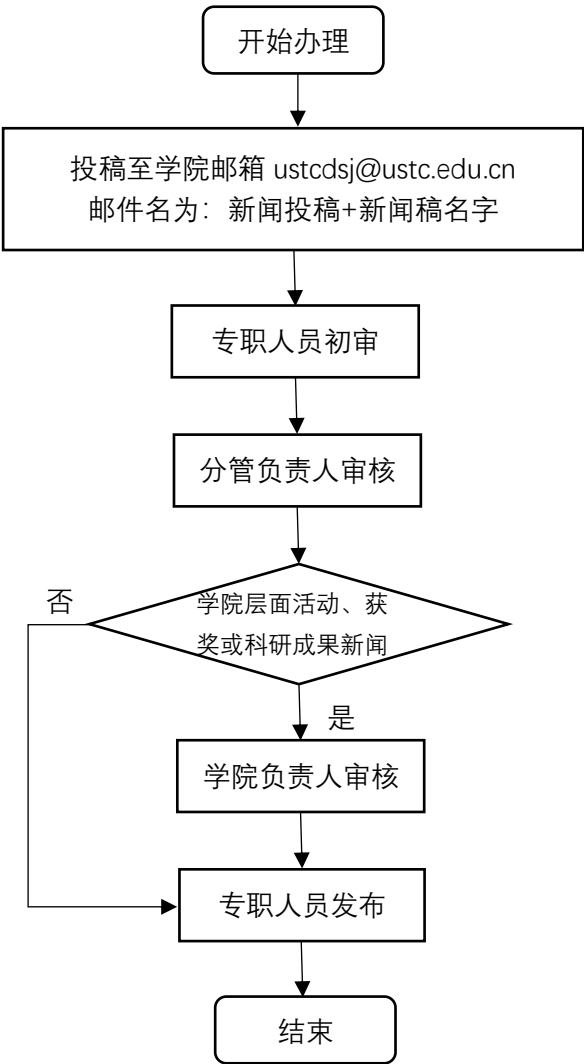 开始办理
投稿至学院邮箱 ustcdsj@ustc.edu.cn
邮件名为：新闻投稿+新闻稿名字
专职人员初审
分管负责人审核
否
学院层面活动、获
奖或科研成果新闻
是
学院负责人审核
专职人员发布
结束